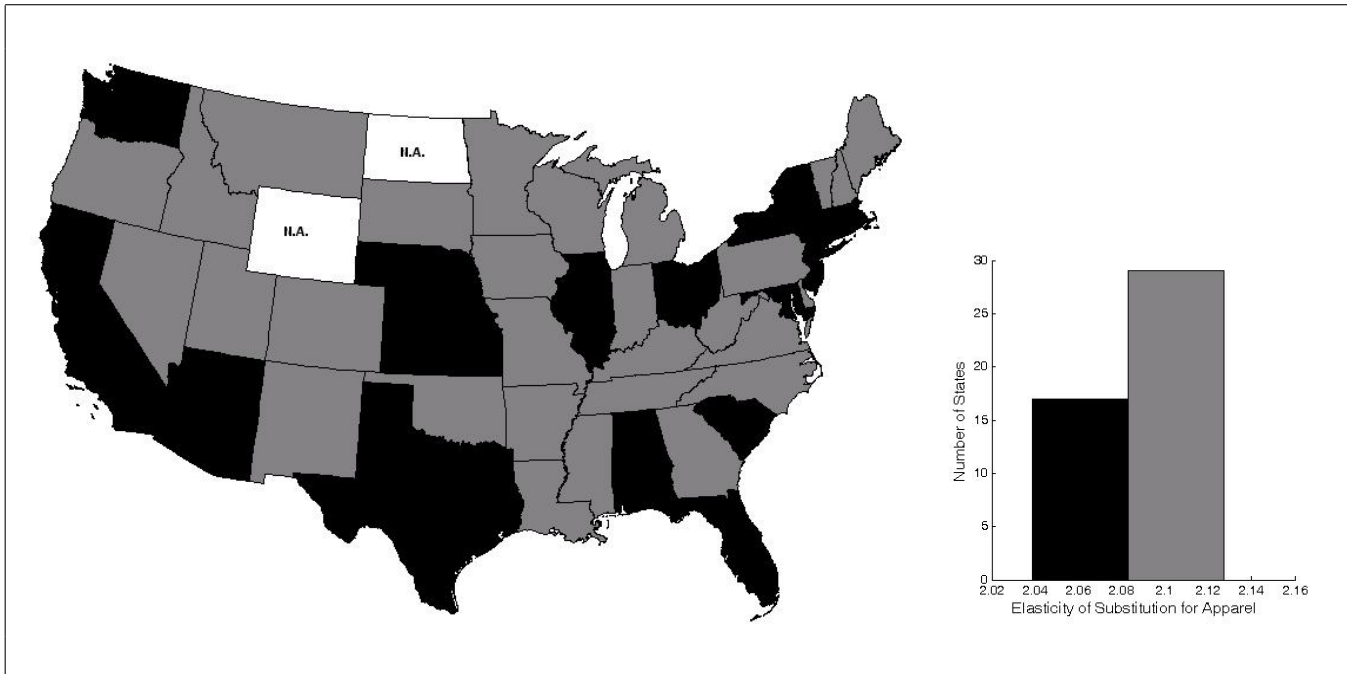 N.A.
N.A.
Number of States
30
25
20
15
10
5
0
2.02 2.04 2.06 2.08 2.1 2.12 2.14 2.16
Elasticity of Substitution for Apparel